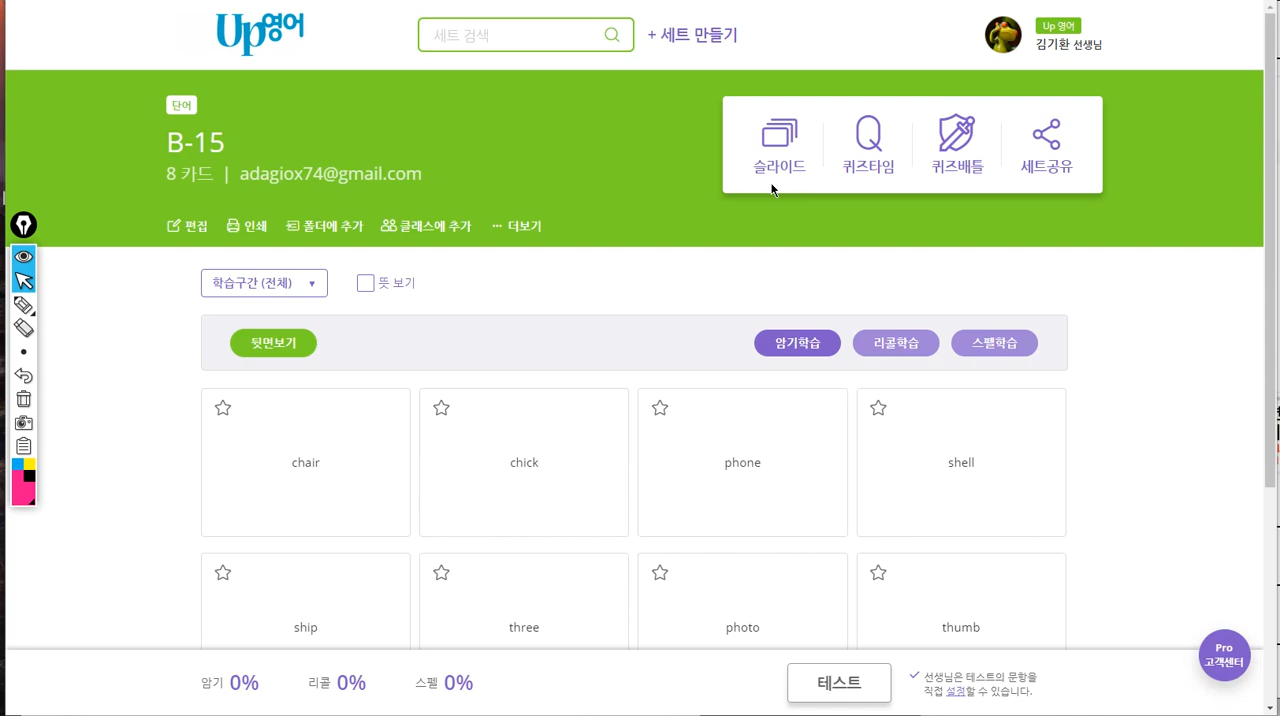 Up영어
세트 검색
+ 세트 만들기
Up 영어
김기환 선생님
단어
B-15
8 카드 | adagiox74@gmail.com
슬라이드
퀴즈타임
퀴즈배틀
세트공유
편집
인쇄
폴더에 추가
클래스에 추가
··· 더보기
학습구간 (전체) ▼
뜻 보기
뒷면보기
암기학습
리콜학습
스펠학습
chair
chick
phone
shell
ship
three
photo
thumb
암기 0%
리콜 0%
스펠 0%
테스트
선생님은 테스트의 문항을
직접 설정할 수 있습니다.
Pro
고객센터